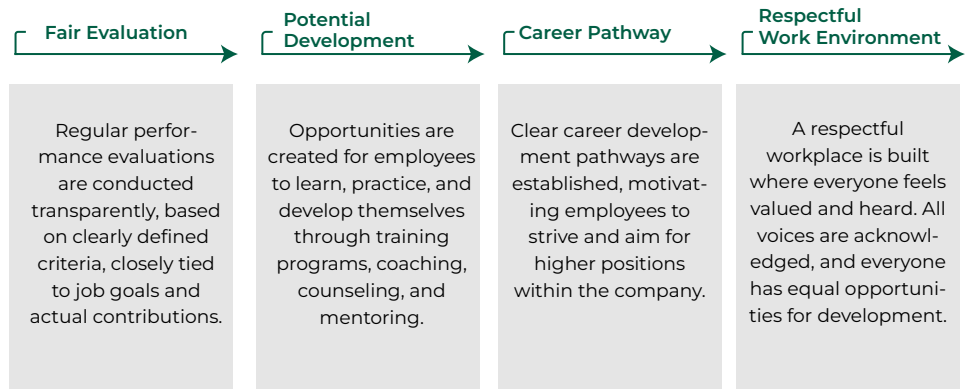 Fair Evaluation
Regular perfor-
mance evaluations
are conducted
transparently, based
on clearly defined
criteria, closely tied
to job goals and
actual contributions.
Potential
Development
Opportunities are
created for employees
to learn, practice, and
develop themselves
through training
programs, coaching,
counseling, and
mentoring.
Career Pathway
Clear career develop-
ment pathways are
established, motivat-
ing employees to
strive and aim for
higher positions
within the company.
Respectful
Work Environment
A respectful
workplace is built
where everyone feels
valued and heard. All
voices are acknowl-
edged, and everyone
has equal opportuni-
ties for development.